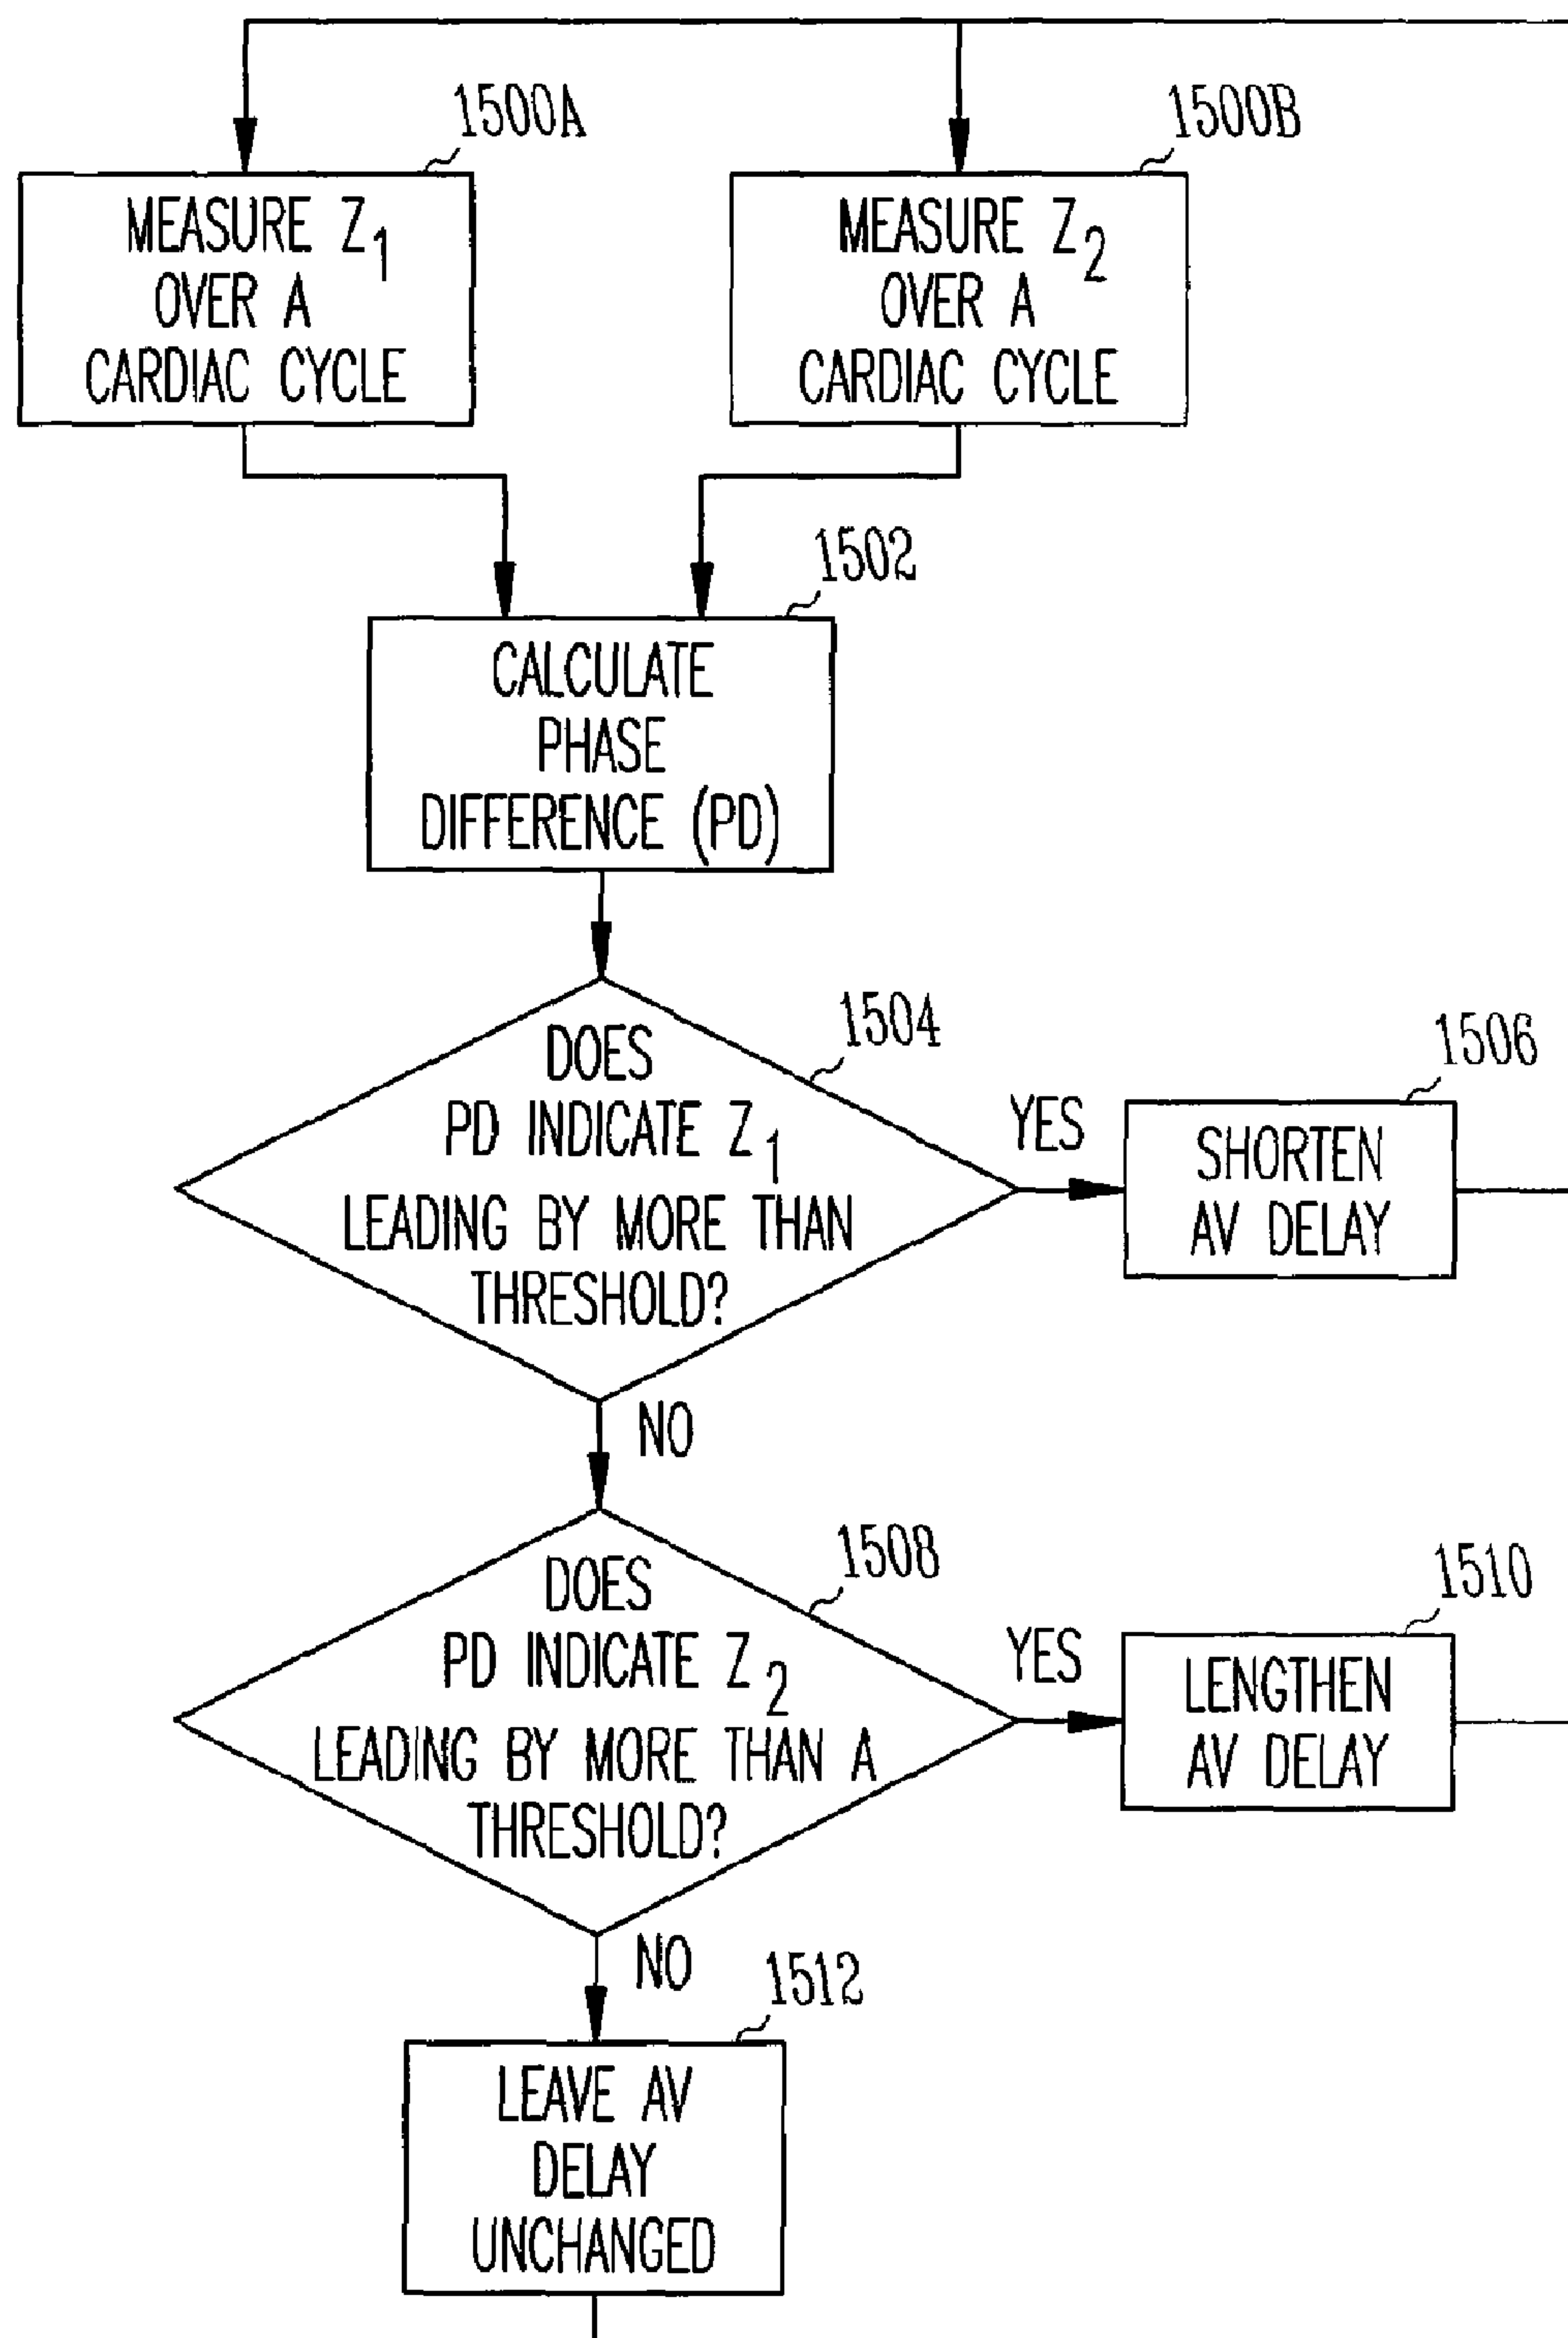 1500A
MEASURE Z1
OVER A
CARDIAC CYCLE
1500B
MEASURE Z2
OVER A
CARDIAC CYCLE
1502
CALCULATE
PHASE
DIFFERENCE (PD)
1504
DOES
PD INDICATE Z1
LEADING BY MORE THAN
THRESHOLD?
YES
1506
SHORTEN
AV DELAY
NO
1508
DOES
PD INDICATE Z2
LEADING BY MORE THAN A
THRESHOLD?
YES
1510
LENGTHEN
AV DELAY
NO
1512
LEAVE AV
DELAY
UNCHANGED